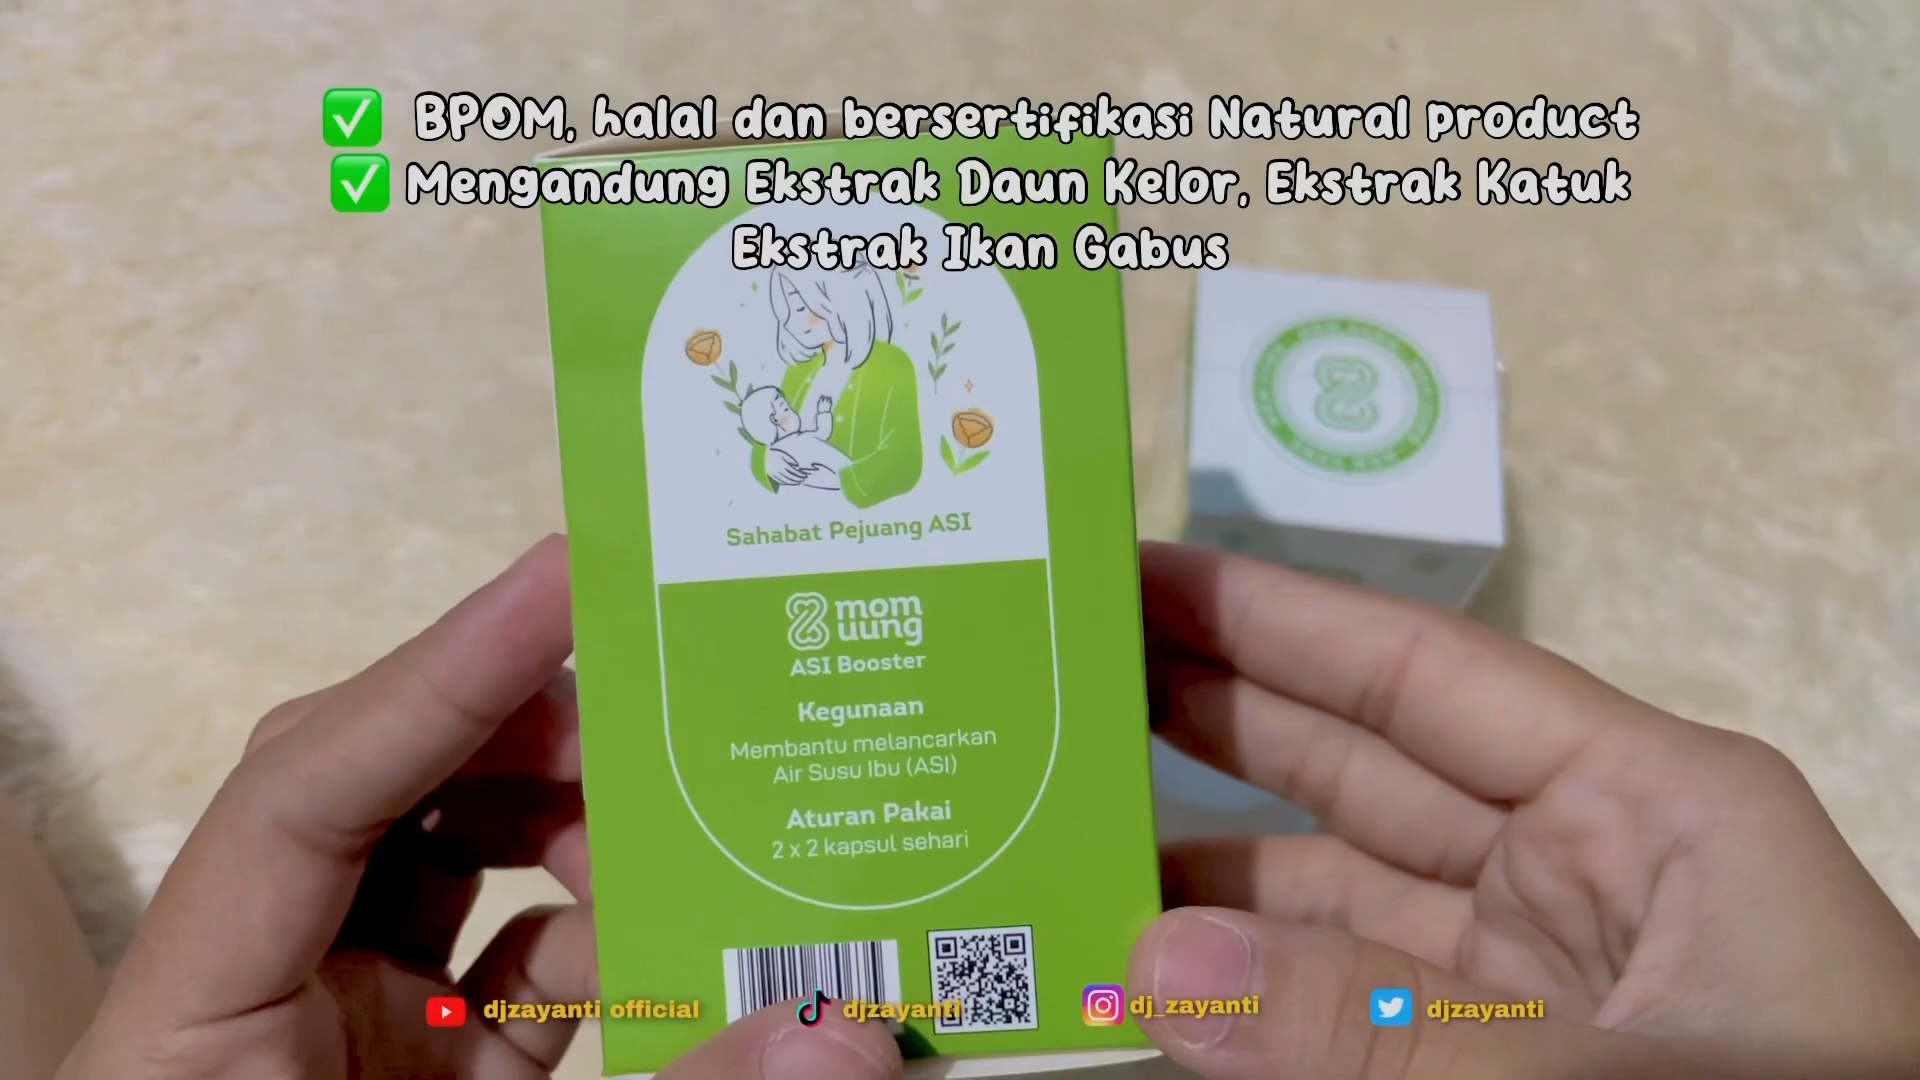 ✅ BPOM, halal dan bersertifikasi Natural product
✅ Mengandung Ekstrak Daun Kelor, Ekstrak Katuk
Ekstrak Ikan Gabus
Sahabat Pejuang ASI
mom
uung
ASI Booster
Kegunaan
Membantu melancarkan
Air Susu Ibu (ASI)
Aturan Pakai
2 x 2 kapsul sehari
djzayanti official
djzayanti
dj_zayanti
djzayanti